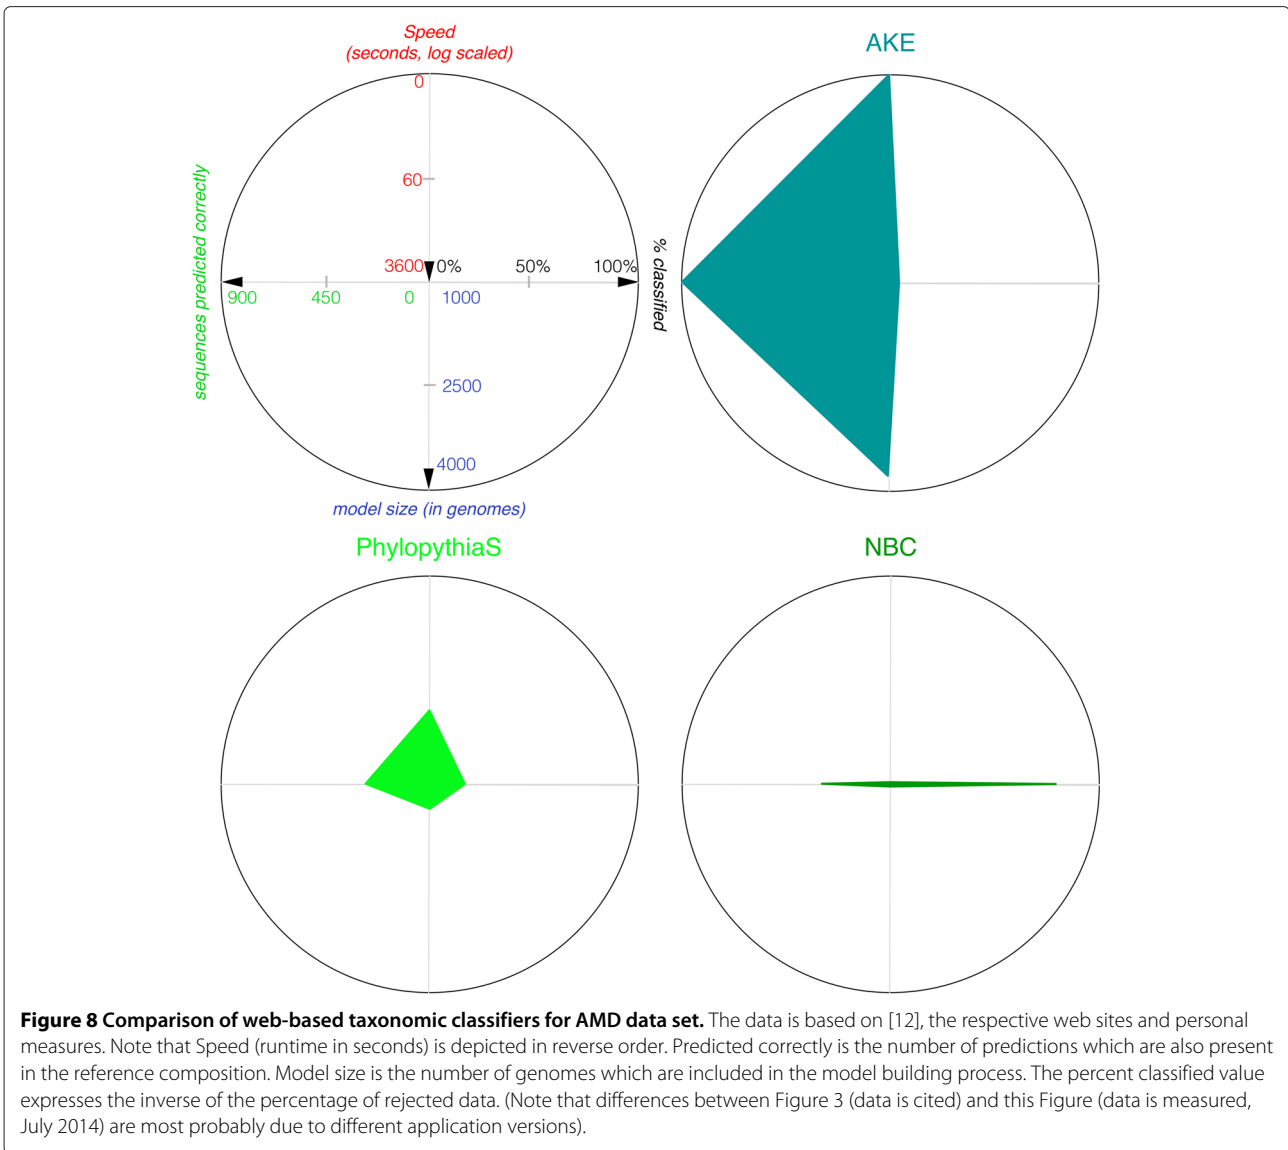 Speed
(seconds, log scaled)
AKE
0
60
sequences predicted correctly
3600 0% 50% 100%
900 450 0 1000
% classified
2500
4000
model size (in genomes)
PhylopythiaS
NBC
Figure 8 Comparison of web-based taxonomic classifiers for AMD data set. The data is based on [12], the respective web sites and personal
measures. Note that Speed (runtime in seconds) is depicted in reverse order. Predicted correctly is the number of predictions which are also present
in the reference composition. Model size is the number of genomes which are included in the model building process. The percent classified value
expresses the inverse of the percentage of rejected data. (Note that differences between Figure 3 (data is cited) and this Figure (data is measured,
July 2014) are most probably due to different application versions).